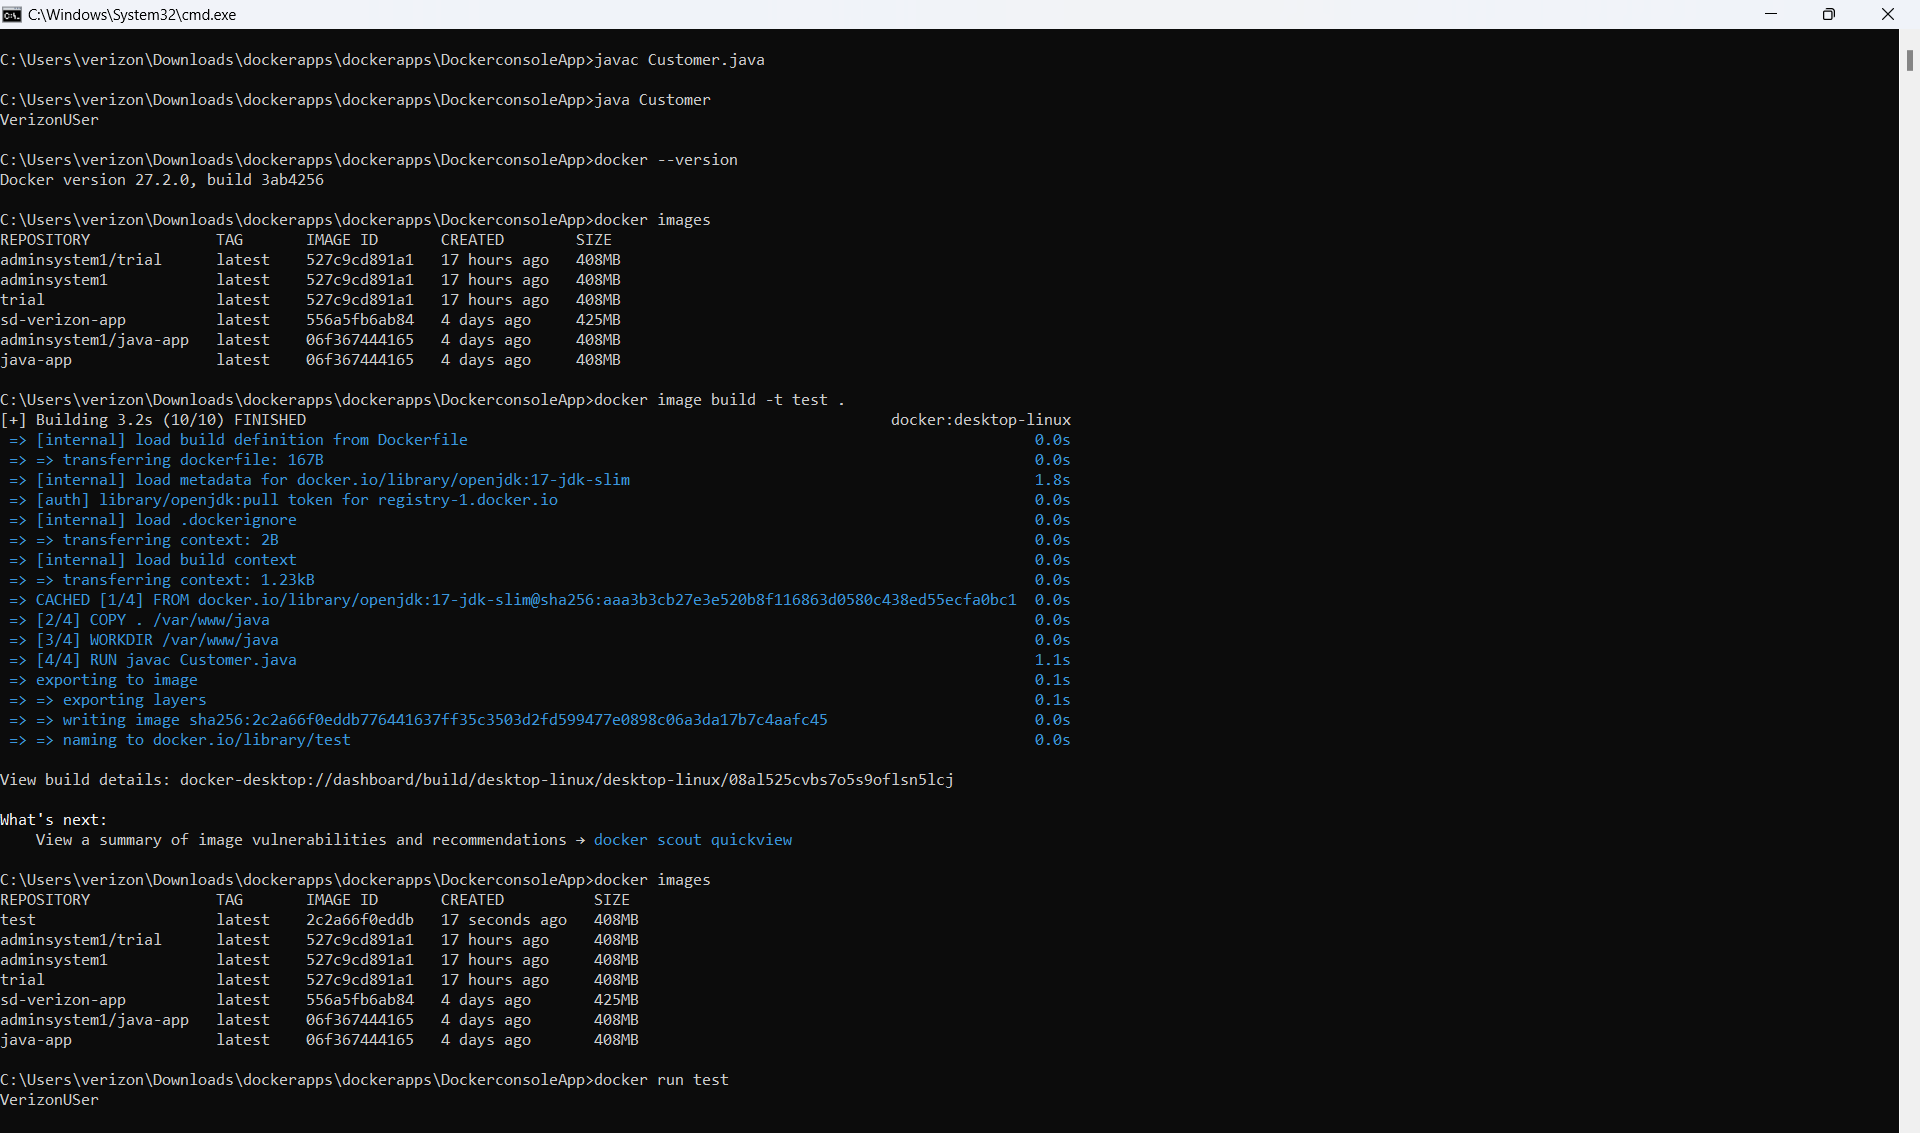 C:\Windows\System32\cmd.exe
C:\Users\verizon\Downloads\dockerapps\dockerapps\DockerconsoleApp>javac Customer.java
C:\Users\verizon\Downloads\dockerapps\dockerapps\DockerconsoleApp>java Customer
VerizonUSer
C:\Users\verizon\Downloads\dockerapps\dockerapps\DockerconsoleApp>docker --version
Docker version 27.2.0, build 3ab4256
C:\Users\verizon\Downloads\dockerapps\dockerapps\DockerconsoleApp>docker images
REPOSITORY              TAG       IMAGE ID       CREATED        SIZE
adminsystem1/trial      latest    527c9cd891a1   17 hours ago   408MB
adminsystem1            latest    527c9cd891a1   17 hours ago   408MB
trial                   latest    527c9cd891a1   17 hours ago   408MB
sd-verizon-app          latest    556a5fb6ab84   4 days ago     425MB
adminsystem1/java-app   latest    06f367444165   4 days ago     408MB
java-app                latest    06f367444165   4 days ago     408MB
C:\Users\verizon\Downloads\dockerapps\dockerapps\DockerconsoleApp>docker image build -t test .
[+] Building 3.2s (10/10) FINISHED                                                                 docker:desktop-linux
 => [internal] load build definition from Dockerfile                                                               0.0s
 => => transferring dockerfile: 167B                                                                               0.0s
 => [internal] load metadata for docker.io/library/openjdk:17-jdk-slim                                             1.8s
 => [auth] library/openjdk:pull token for registry-1.docker.io                                                     0.0s
 => [internal] load .dockerignore                                                                                  0.0s
 => => transferring context: 2B                                                                                    0.0s
 => [internal] load build context                                                                                  0.0s
 => => transferring context: 1.23kB                                                                                0.0s
 => CACHED [1/4] FROM docker.io/library/openjdk:17-jdk-slim@sha256:aaa3b3cb27e3e520b8f116863d0580c438ed55ecfa0bc1  0.0s
 => [2/4] COPY . /var/www/java                                                                                     0.0s
 => [3/4] WORKDIR /var/www/java                                                                                    0.0s
 => [4/4] RUN javac Customer.java                                                                                  1.1s
 => exporting to image                                                                                             0.1s
 => => exporting layers                                                                                            0.1s
 => => writing image sha256:2c2a66f0eddb776441637ff35c3503d2fd599477e0898c06a3da17b7c4aafc45                       0.0s
 => => naming to docker.io/library/test                                                                            0.0s
View build details: docker-desktop://dashboard/build/desktop-linux/desktop-linux/08al525cvbs7o5s9oflsn5lcj
What's next:
    View a summary of image vulnerabilities and recommendations → docker scout quickview
C:\Users\verizon\Downloads\dockerapps\dockerapps\DockerconsoleApp>docker images
REPOSITORY              TAG       IMAGE ID       CREATED          SIZE
test                    latest    2c2a66f0eddb   17 seconds ago   408MB
adminsystem1/trial      latest    527c9cd891a1   17 hours ago     408MB
adminsystem1            latest    527c9cd891a1   17 hours ago     408MB
trial                   latest    527c9cd891a1   17 hours ago     408MB
sd-verizon-app          latest    556a5fb6ab84   4 days ago       425MB
adminsystem1/java-app   latest    06f367444165   4 days ago       408MB
java-app                latest    06f367444165   4 days ago       408MB
C:\Users\verizon\Downloads\dockerapps\dockerapps\DockerconsoleApp>docker run test
VerizonUSer